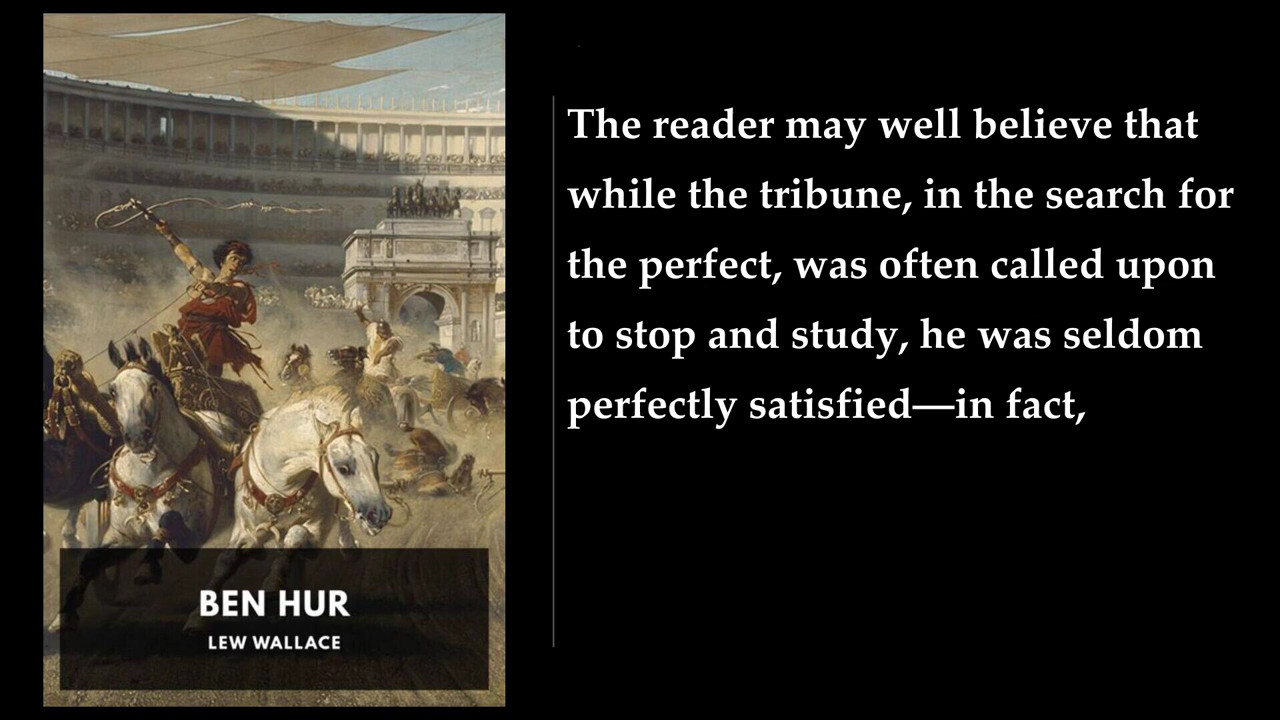 BEN HUR
LEW WALLACE
The reader may well believe that
while the tribune, in the search for
the perfect, was often called upon
to stop and study, he was seldom
perfectly satisfied—in fact,